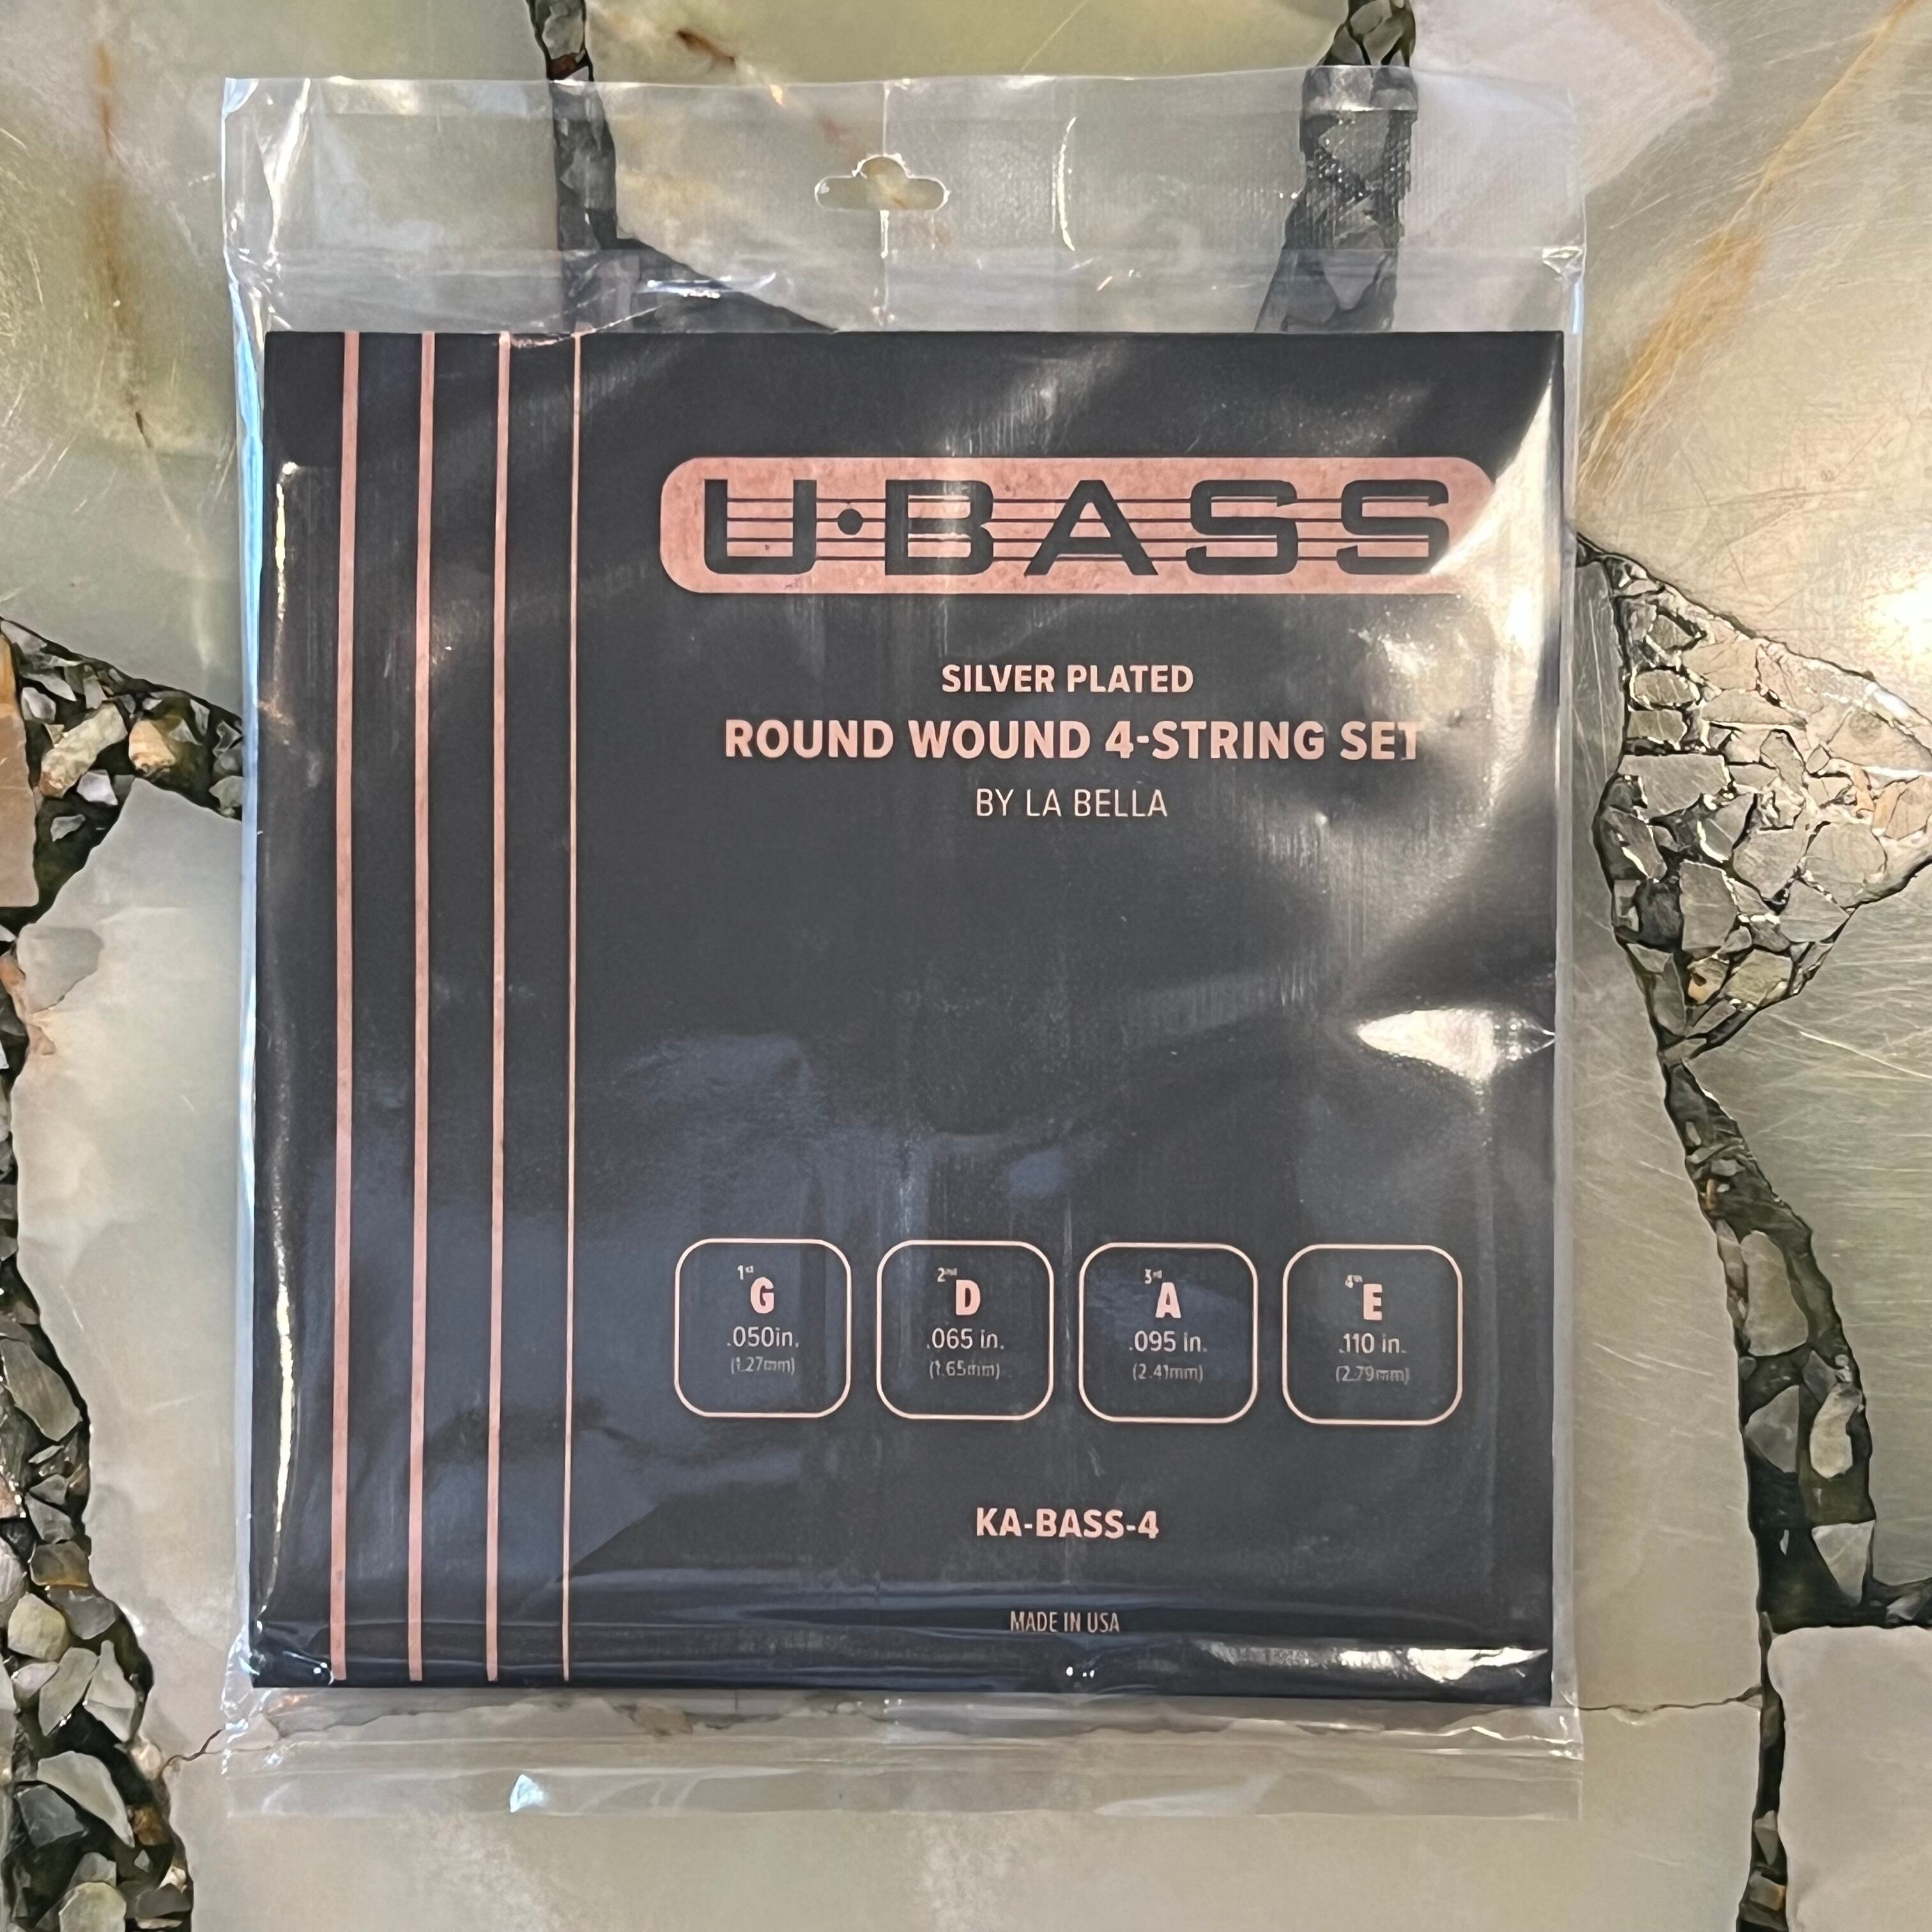 U•BASS
SILVER PLATED
ROUND WOUND 4-STRING SET
BY LA BELLA
1st G
.050in.
(1.27mm)
2nd D
.065 in.
(1.65mm)
3rd A
.095 in.
(2.41mm)
4th E
.110 in.
(2.79mm)
KA-BASS-4
MADE IN USA